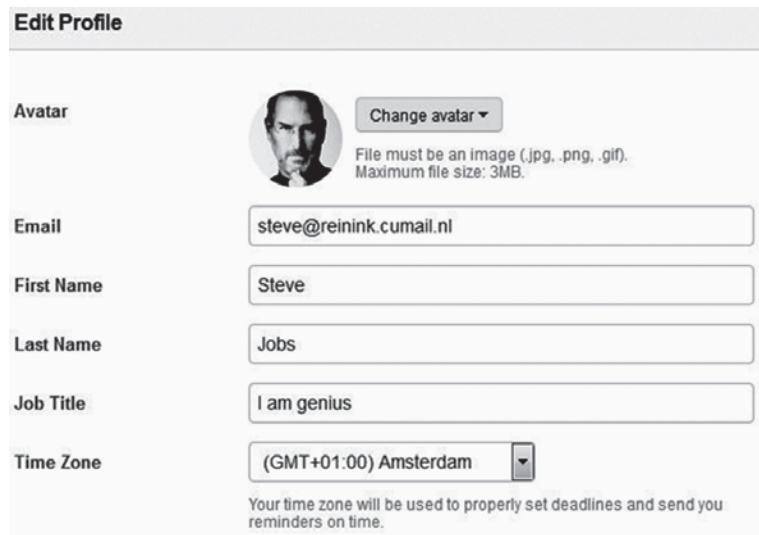 Edit Profile
Avatar
Change avatar
File must be an image (.jpg, .png, .gif).
Maximum file size: 3MB.
Email
steve@reinink.cumail.nl
First Name
Steve
Last Name
Jobs
Job Title
I am genius
Time Zone
(GMT+01:00) Amsterdam
Your time zone will be used to properly set deadlines and send you
reminders on time.